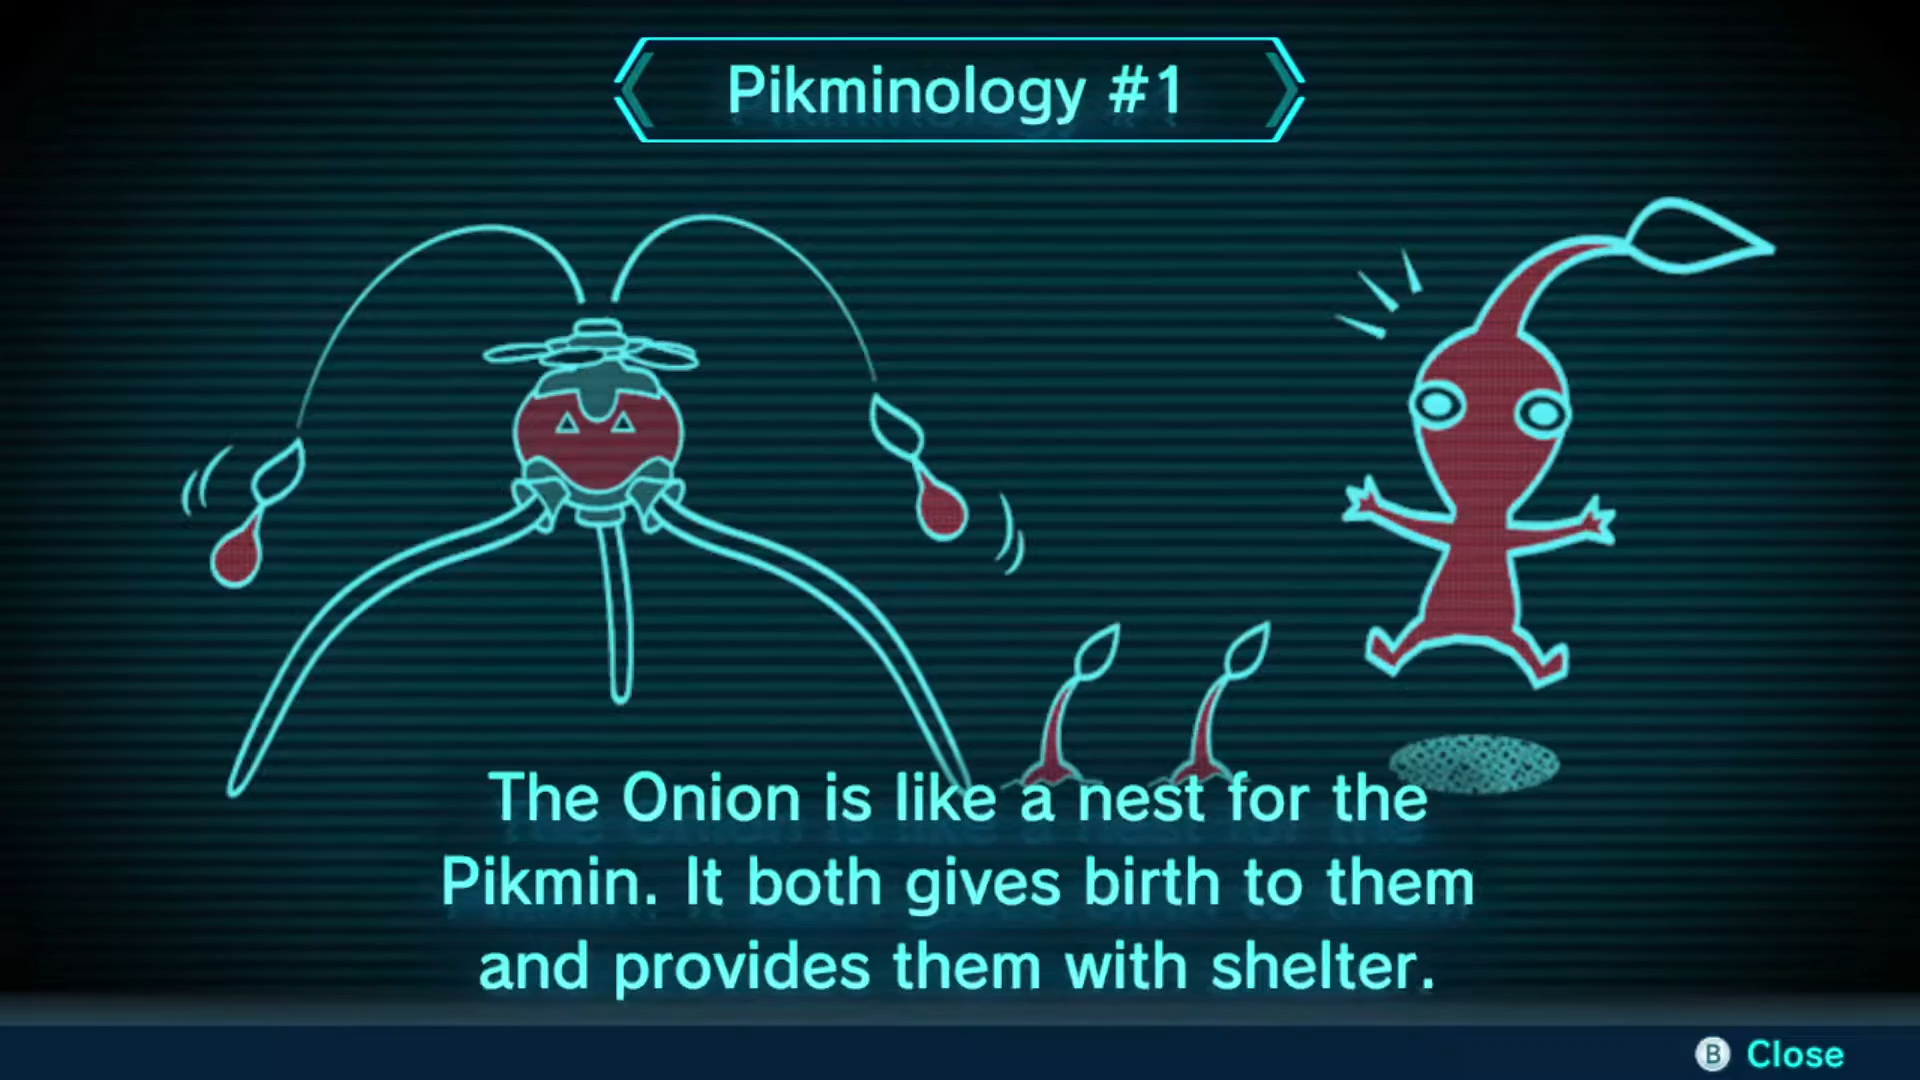 Pikminology #1
The Onion is like a nest for the
Pikmin. It both gives birth to them
and provides them with shelter.
B Close